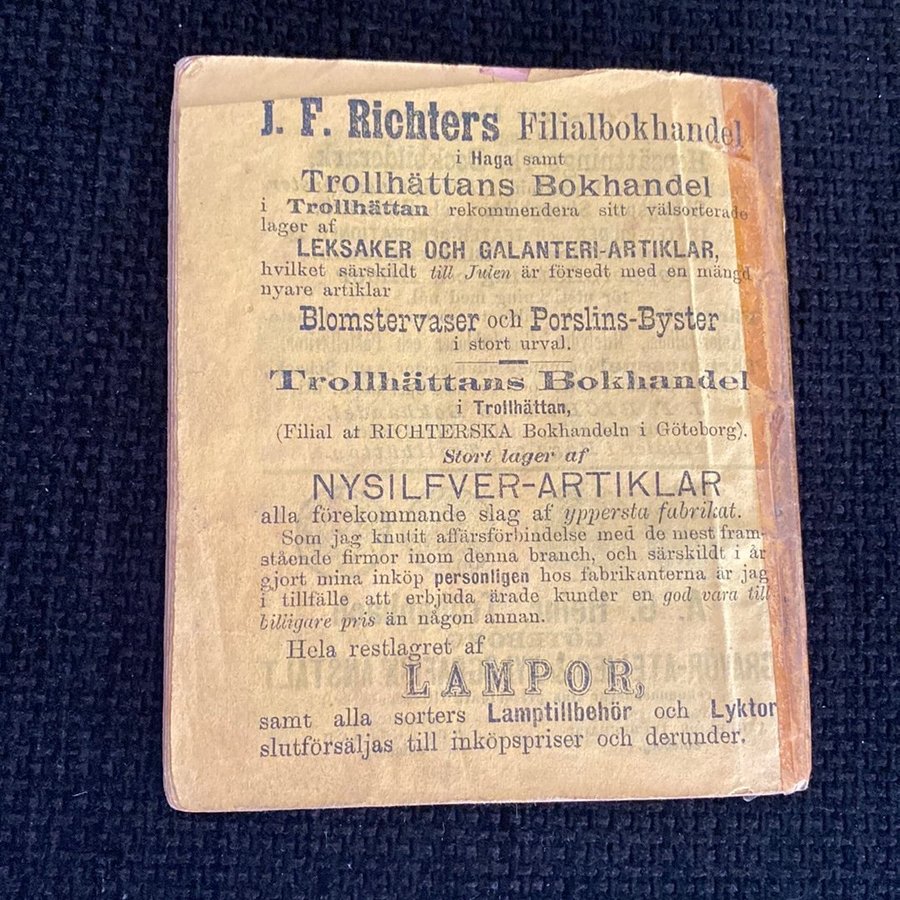 J. F. Richters Filialbokhandel
i Haga samt
Trollhättans Bokhandel
i Trollhättan rekommendera sitt välsorterade
lager af
LEKSAKER OCH GALANTERI-ARTIKLAR,
hvilket särskildt till Julen är försedt med en mängd
nyare artiklar
Blomstervaser och Porslins-Byster
i stort urval.
Trollhättans Bokhandel
i Trollhättan,
(Filial af RICHTERSKA Bokhandeln i Göteborg).
Stort lager af
NYSILFVER-ARTIKLAR
alla förekommande slag af yppersta fabrikat.
Som jag knutit affärsförbindelse med de mest fram-
stående firmor inom denna branch, och särskildt i år
gjort mina inköp personligen hos fabrikanterna är jag
i tillfälle att erbjuda ärade kunder en god vara till
billigare pris än någon annan.
Hela restlagret af
LAMPOR,
samt alla sorters Lamptillbehör och Lyktor
slutförsäljas till inköpspriser och derunder.